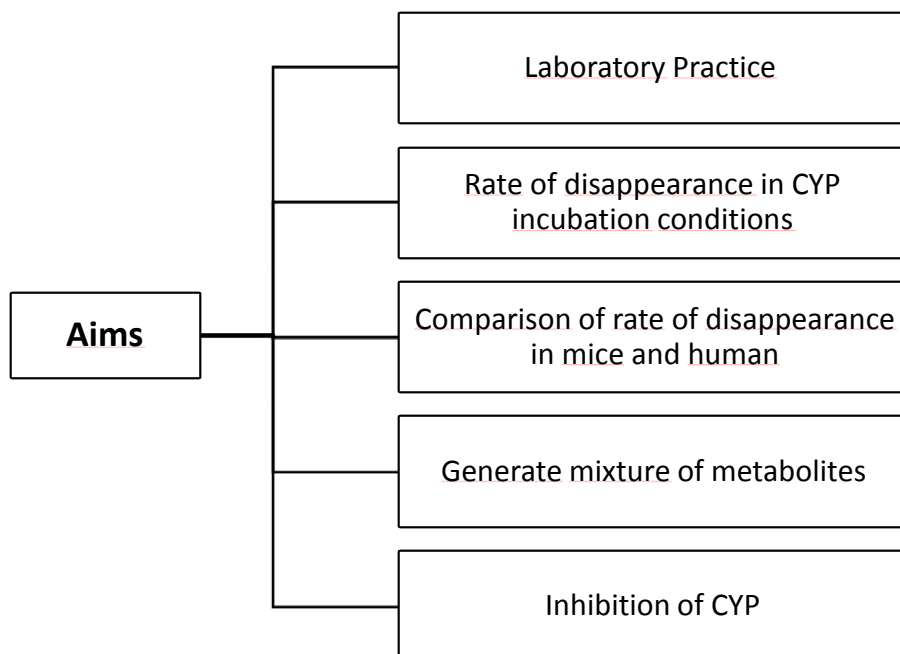 Laboratory Practice
Rate of disappearance in CYP
incubation conditions
Aims
Comparison of rate of disappearance
in mice and human
Generate mixture of metabolites
Inhibition of CYP